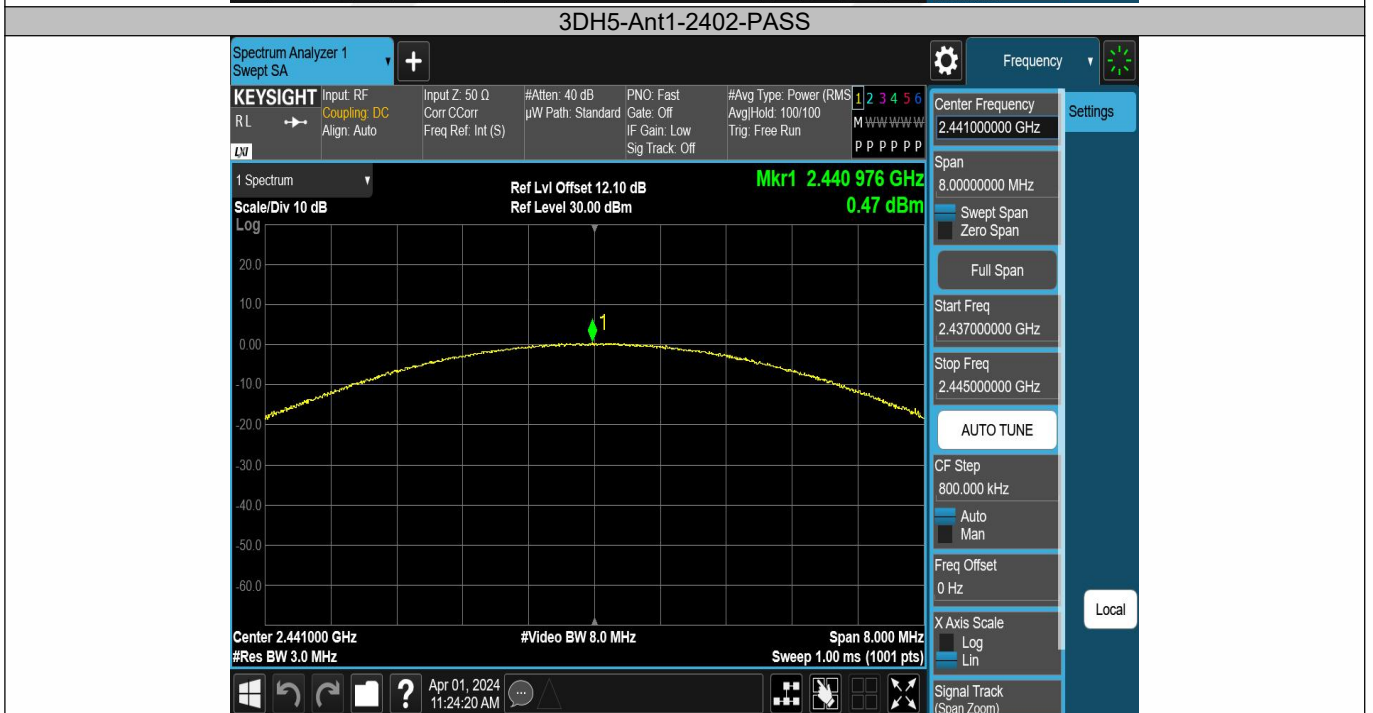 3DH5-Ant1-2402-PASS
Spectrum Analyzer 1
Swept SA
Frequency
KEYSIGHT
RL
LXI
Input: RF
Coupling: DC
Align: Auto
Input Z: 50 Ω
Corr CCorr
Freq Ref: Int (S)
#Atten: 40 dB
µW Path: Standard
PNO: Fast
Gate: Off
IF Gain: Low
Sig Track: Off
#Avg Type: Power (RMS
Avg|Hold: 100/100
Trig: Free Run
1 2 3 4 5 6
M W W W W W
P P P P P P
1 Spectrum
Scale/Div 10 dB
Log
Ref Lvl Offset 12.10 dB
Ref Level 30.00 dBm
Mkr1 2.440 976 GHz
0.47 dBm
20.0
10.0
0.00
-10.0
-20.0
-30.0
-40.0
-50.0
-60.0
1
Center 2.441000 GHz
#Res BW 3.0 MHz
#Video BW 8.0 MHz
Span 8.000 MHz
Sweep 1.00 ms (1001 pts)
Apr 01, 2024
11:24:20 AM
Center Frequency
2.441000000 GHz
Span
8.00000000 MHz
Swept Span
Zero Span
Full Span
Start Freq
2.437000000 GHz
Stop Freq
2.445000000 GHz
AUTO TUNE
CF Step
800.000 kHz
Auto
Man
Freq Offset
0 Hz
X Axis Scale
Log
Lin
Signal Track
(Span Zoom)
Settings
Local